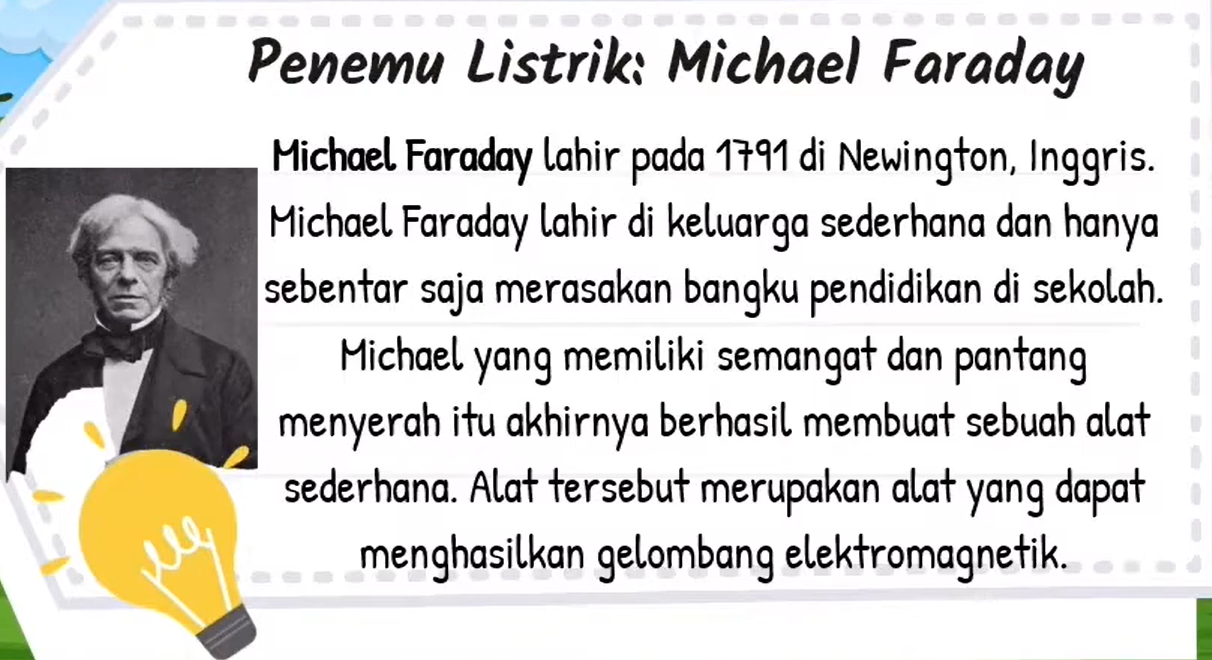 Penemu Listrik: Michael Faraday
Michael Faraday lahir pada 1791 di Newington, Inggris.
Michael Faraday lahir di keluarga sederhana dan hanya
sebentar saja merasakan bangku pendidikan di sekolah.
Michael yang memiliki semangat dan pantang
menyerah itu akhirnya berhasil membuat sebuah alat
sederhana. Alat tersebut merupakan alat yang dapat
menghasilkan gelombang elektromagnetik.